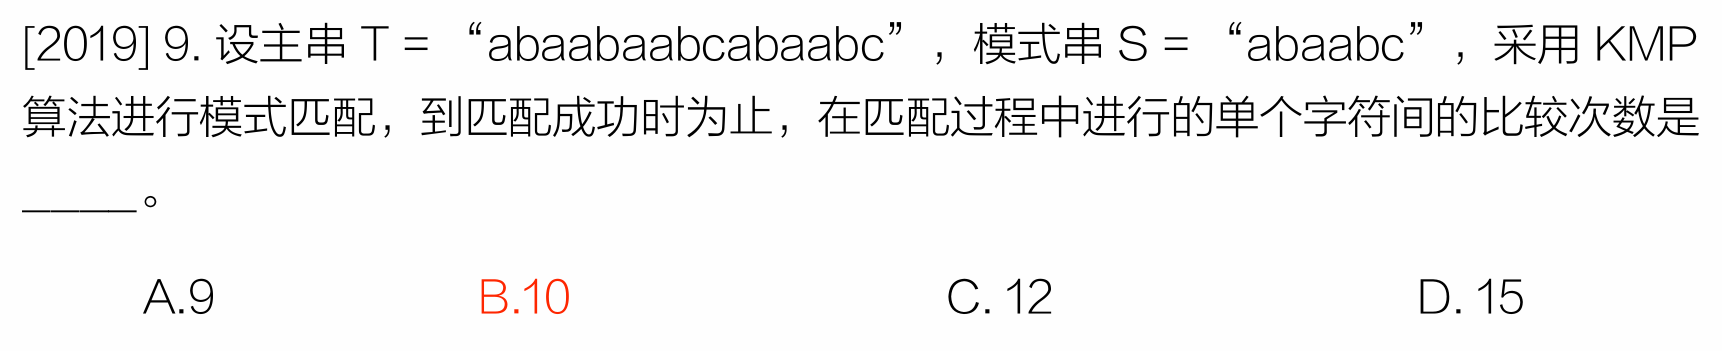 [2019] 9. 设主串 T = “abaabaabcabaabc”，模式串 S = “abaabc”，采用 KMP
算法进行模式匹配，到匹配成功时为止，在匹配过程中进行的单个字符间的比较次数是
____。
A.9 B.10 C. 12 D. 15